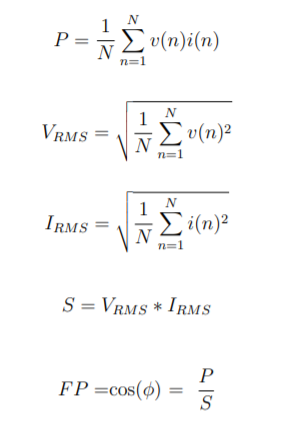 P = \frac{1}{N} \sum_{n=1}^{N} v(n)i(n)
V_{RMS} = \sqrt{\frac{1}{N} \sum_{n=1}^{N} v(n)^2}
I_{RMS} = \sqrt{\frac{1}{N} \sum_{n=1}^{N} i(n)^2}
S = V_{RMS} * I_{RMS}
FP =cos(\phi) = \frac{P}{S}